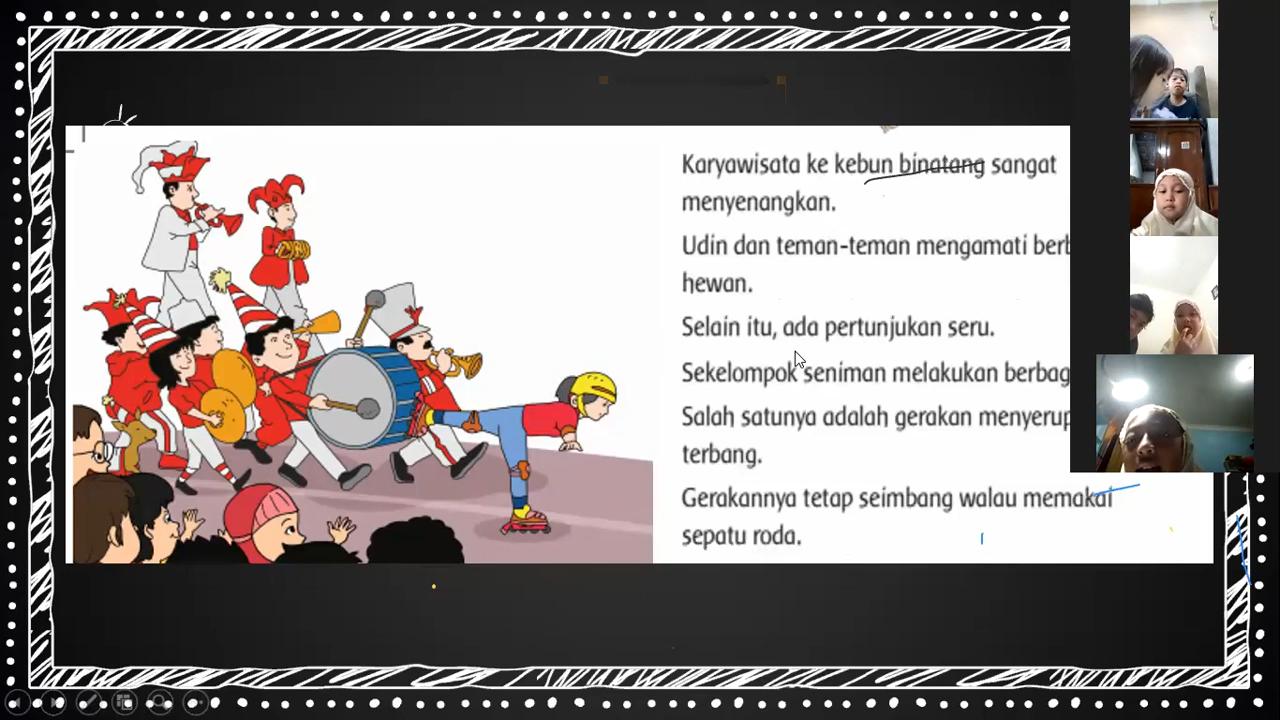 Karyawisata ke kebun binatang sangat
menyenangkan.
Udin dan teman-teman mengamati
hewan.
Selain itu, ada pertunjukan seru.
Sekelompok seniman melakukan
Salah satunya adalah gerakan
terbang.
Gerakannya tetap seimbang walau memakai
sepatu roda.